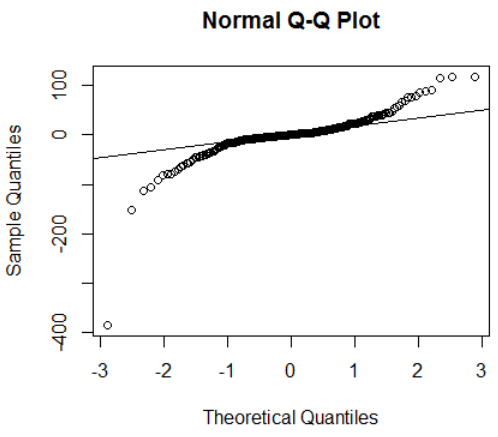 Normal Q-Q Plot
Sample Quantiles
100
0
-200
-400
-3 -2 -1 0 1 2 3
Theoretical Quantiles